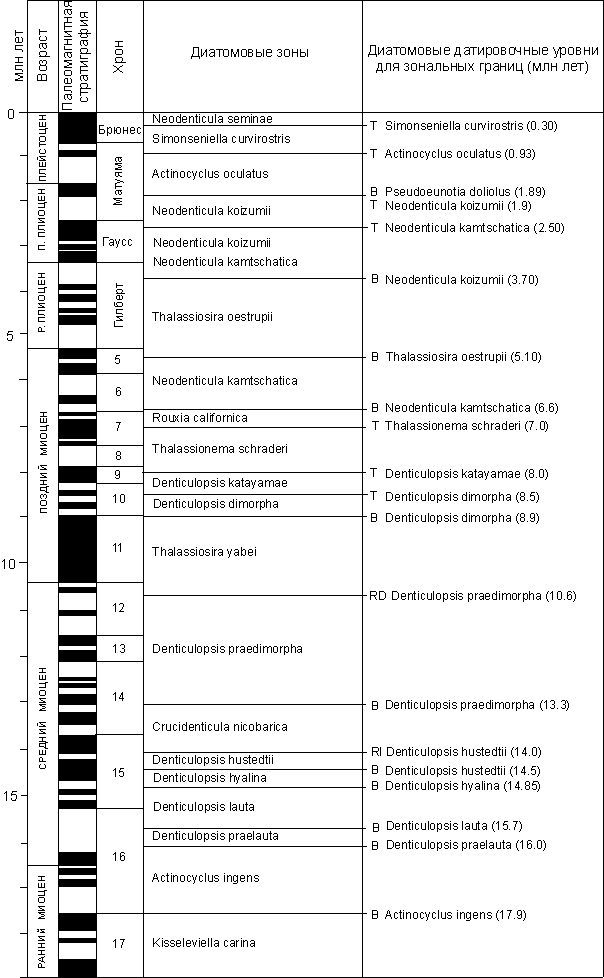 млн лет
Возраст
Палеомагнитная
стратиграфия
Хрон
Диатомовые зоны
Диатомовые датировочные уровни
для зональных границ (млн лет)
0
5
10
15
ПЛЕЙСТОЦЕН
П. ПЛИОЦЕН
Р. ПЛИОЦЕН
ПОЗДНИЙ МИОЦЕН
СРЕДНИЙ МИОЦЕН
РАННИЙ МИОЦЕН
Брюнес
Матуяма
Гаусс
Гилберт
5
6
7
8
9
10
11
12
13
14
15
16
17
Neodenticula seminae
Simonseniella curvirostris
Actinocyclus oculatus
Neodenticula koizumii
Neodenticula koizumii
Neodenticula kamtschatica
Thalassiosira oestrupii
Neodenticula kamtschatica
Rouxia californica
Thalassionema schraderi
Denticulopsis katayamae
Denticulopsis dimorpha
Thalassiosira yabei
Denticulopsis praedimorpha
Crucidenticula nicobarica
Denticulopsis hustedtii
Denticulopsis hyalina
Denticulopsis lauta
Denticulopsis praelauta
Actinocyclus ingens
Kisseleviella carina
T Simonseniella curvirostris (0.30)
T Actinocyclus oculatus (0.93)
B Pseudoeunotia doliolus (1.89)
T Neodenticula koizumii (1.9)
T Neodenticula kamtschatica (2.50)
B Neodenticula koizumii (3.70)
B Thalassiosira oestrupii (5.10)
B Neodenticula kamtschatica (6.6)
T Thalassionema schraderi (7.0)
T Denticulopsis katayamae (8.0)
T Denticulopsis dimorpha (8.5)
B Denticulopsis dimorpha (8.9)
RD Denticulopsis praedimorpha (10.6)
B Denticulopsis praedimorpha (13.3)
RI Denticulopsis hustedtii (14.0)
B Denticulopsis hustedtii (14.5)
B Denticulopsis hyalina (14.85)
B Denticulopsis lauta (15.7)
B Denticulopsis praelauta (16.0)
B Actinocyclus ingens (17.9)